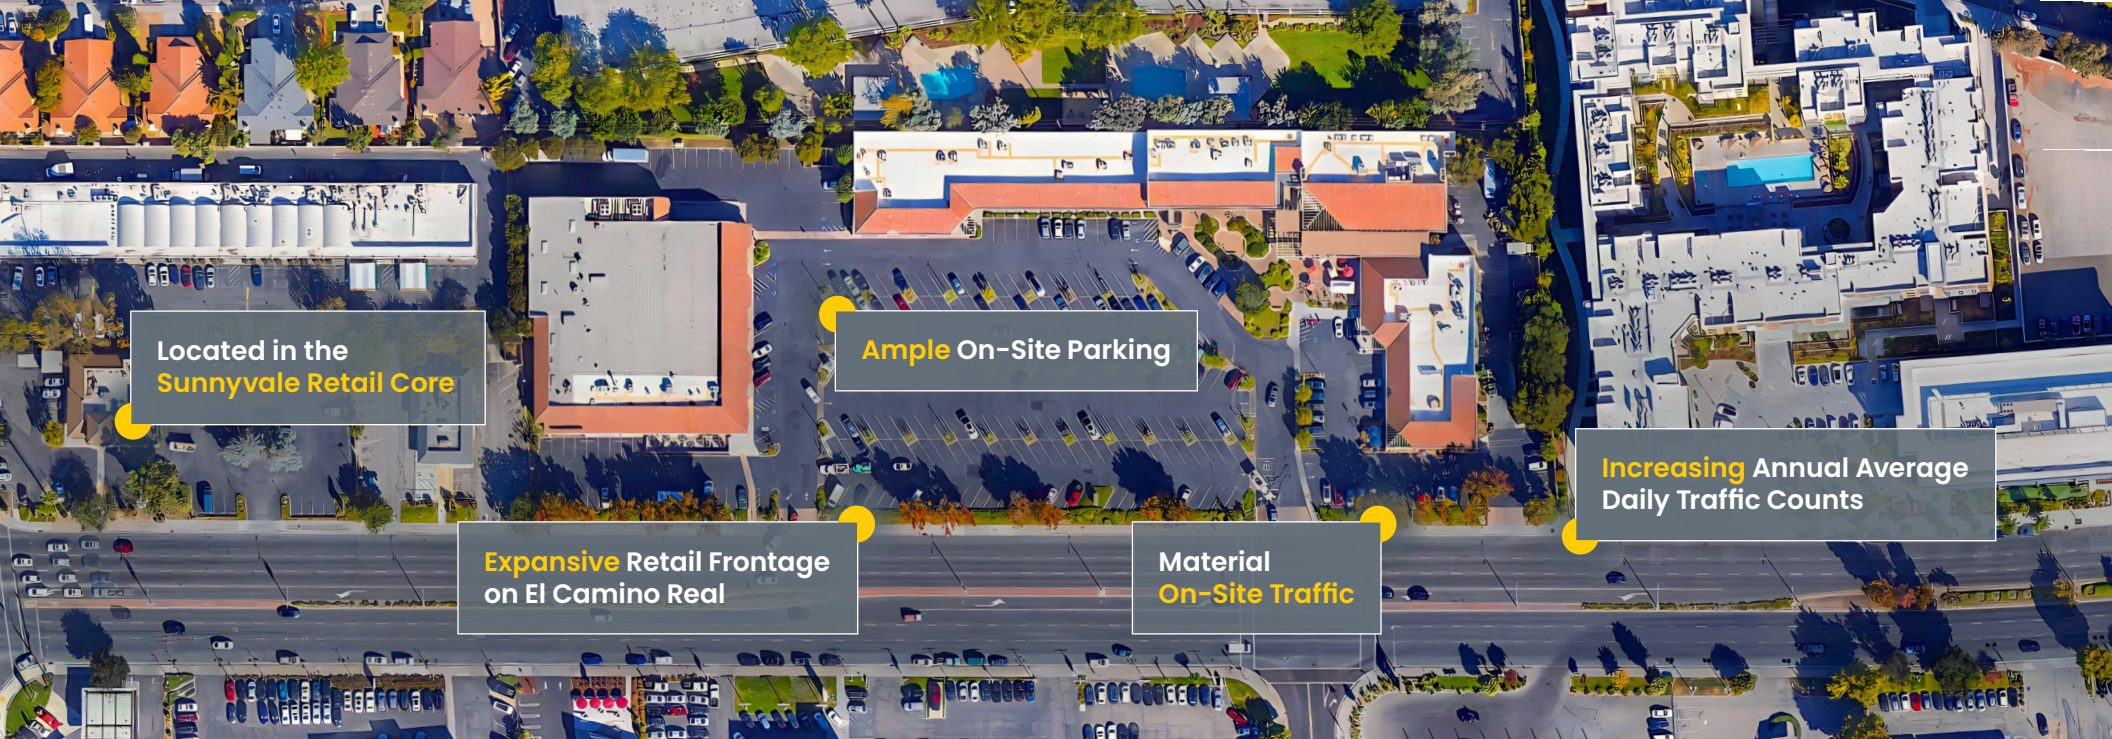 Located in the
Sunnyvale Retail Core
Ample On-Site Parking
Increasing Annual Average
Daily Traffic Counts
Expansive Retail Frontage
on El Camino Real
Material
On-Site Traffic